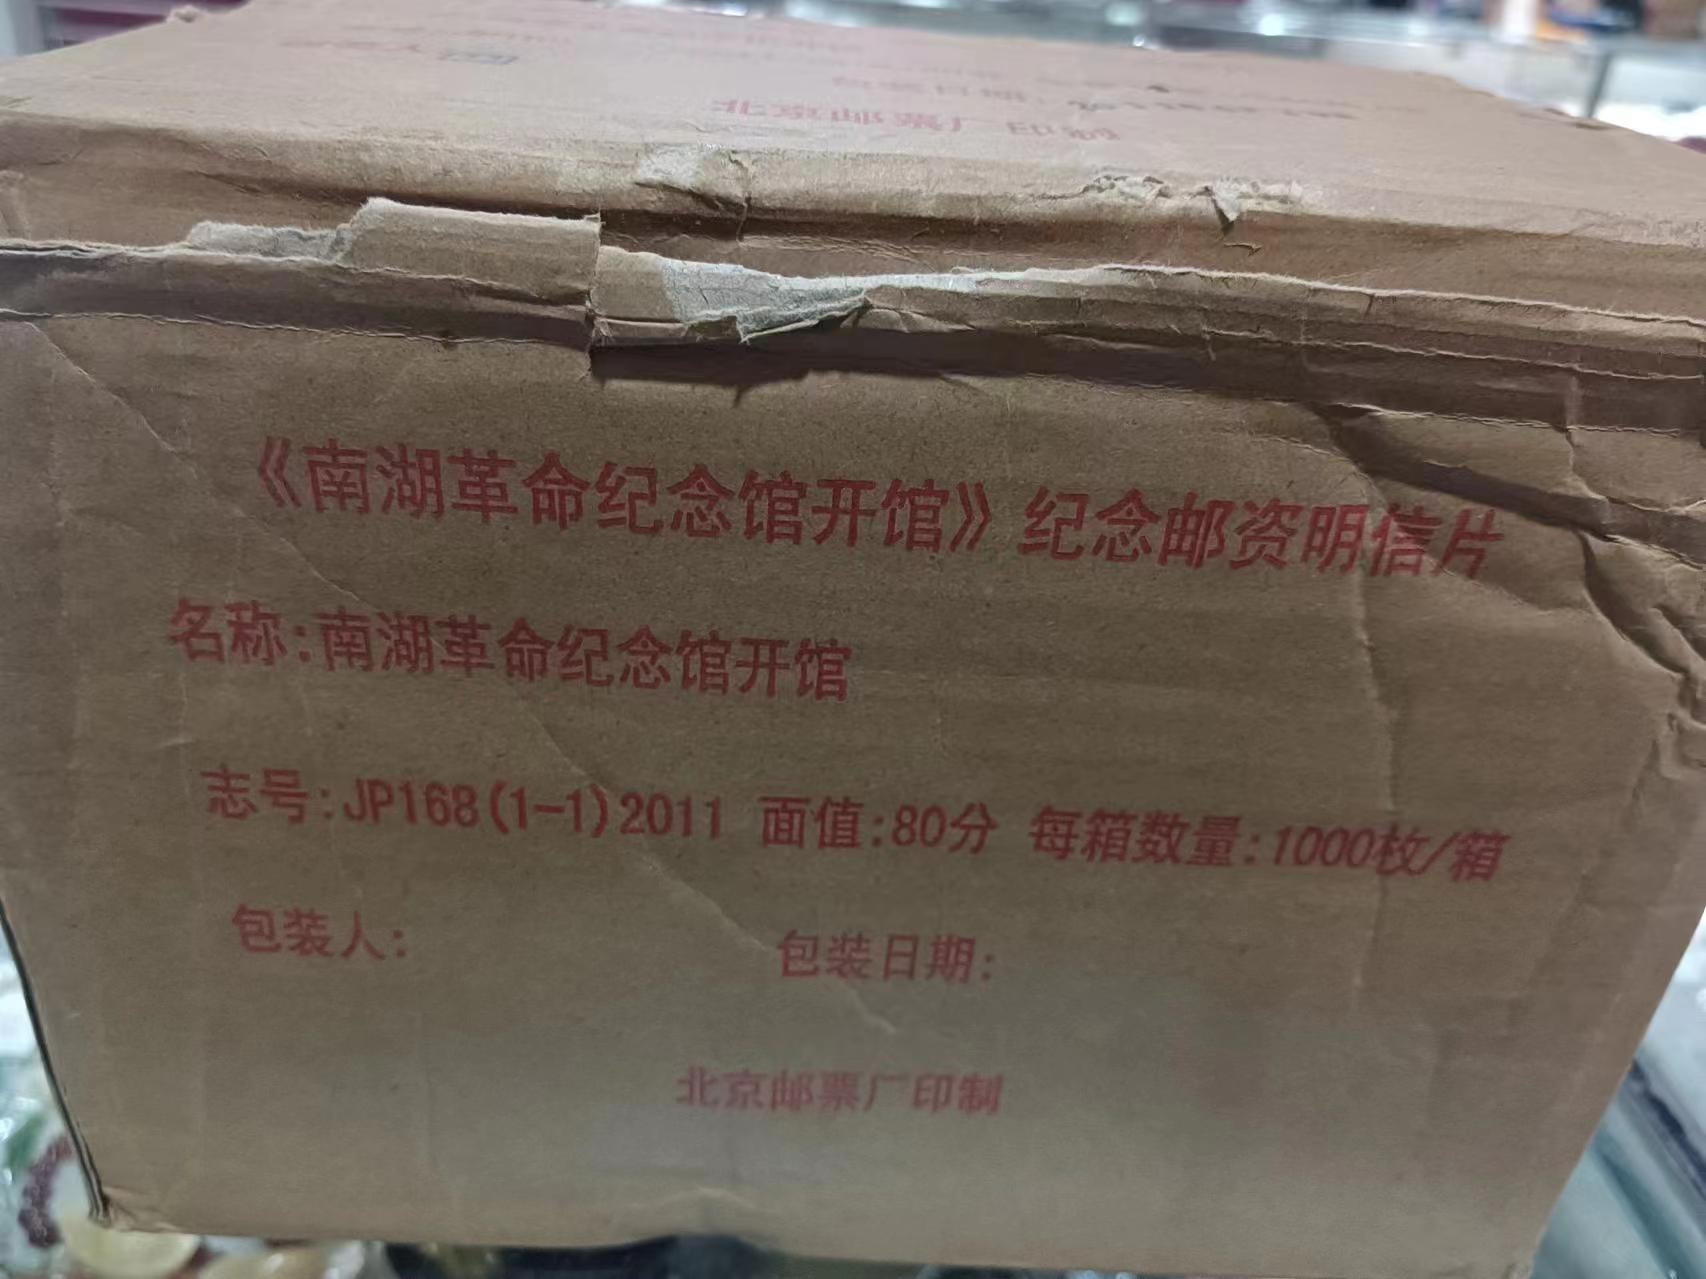 北京邮票厂印制
《南湖革命纪念馆开馆》纪念邮资明信片
名称:南湖革命纪念馆开馆
志号:JP168(1-1)2011 面值:80分 每箱数量:1000枚/箱
包装人: 包装日期:
北京邮票厂印制